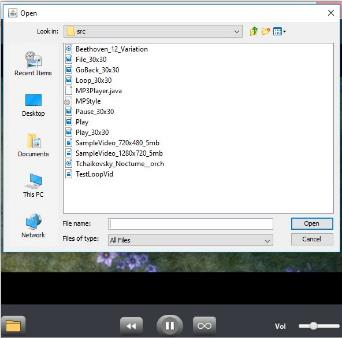 Open
Look in: src
Recent Items
Desktop
Documents
This PC
Network
Beethoven_12_Variation
File_30x30
GoBack_30x30
Loop_30x30
MP3Player.java
MPStyle
Pause_30x30
Play
Play_30x30
SampleVideo_720x480_5mb
SampleVideo_1280x720_5mb
Tchaikovsky_Nocturne_orch
TestLoopVid
File name:
Open
Files of type: All Files
Cancel
Vol